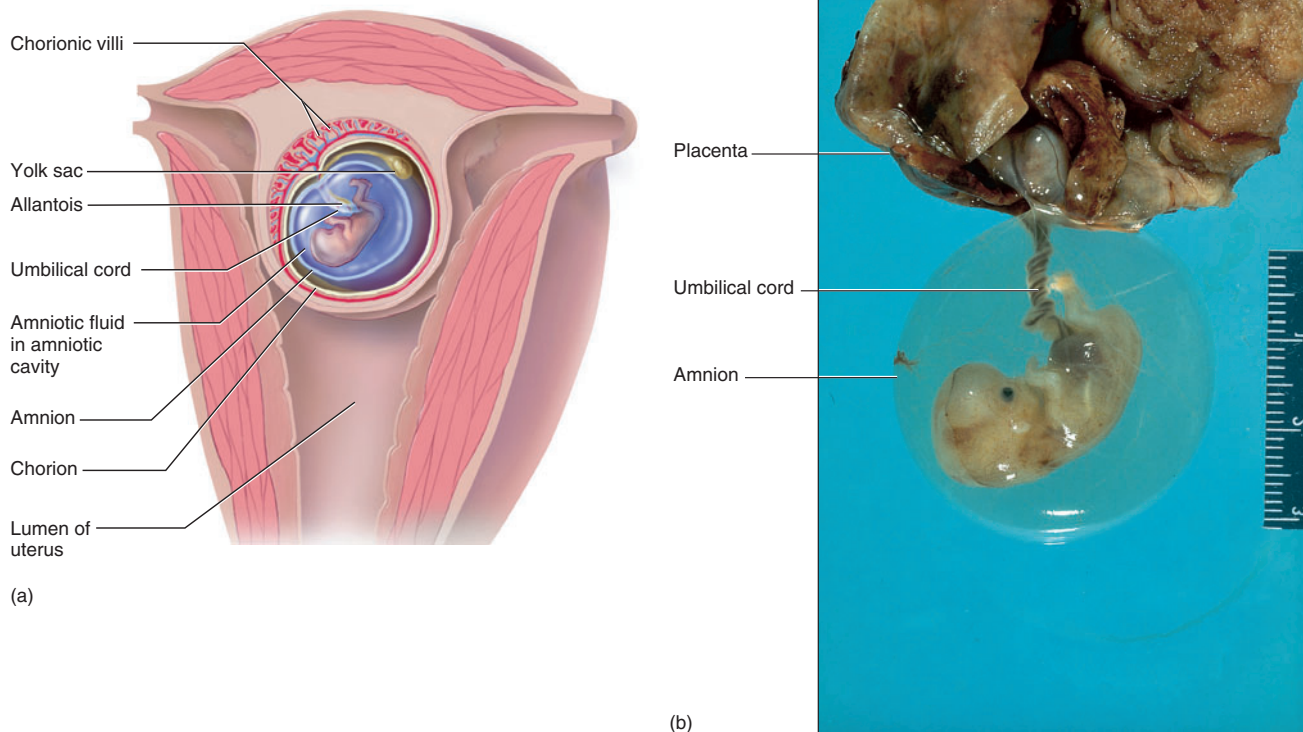 Chorionic villi
Yolk sac
Allantois
Umbilical cord
Amniotic fluid
in amniotic
cavity
Amnion
Chorion
Lumen of
uterus
(a)
Placenta
Umbilical cord
Amnion
(b)